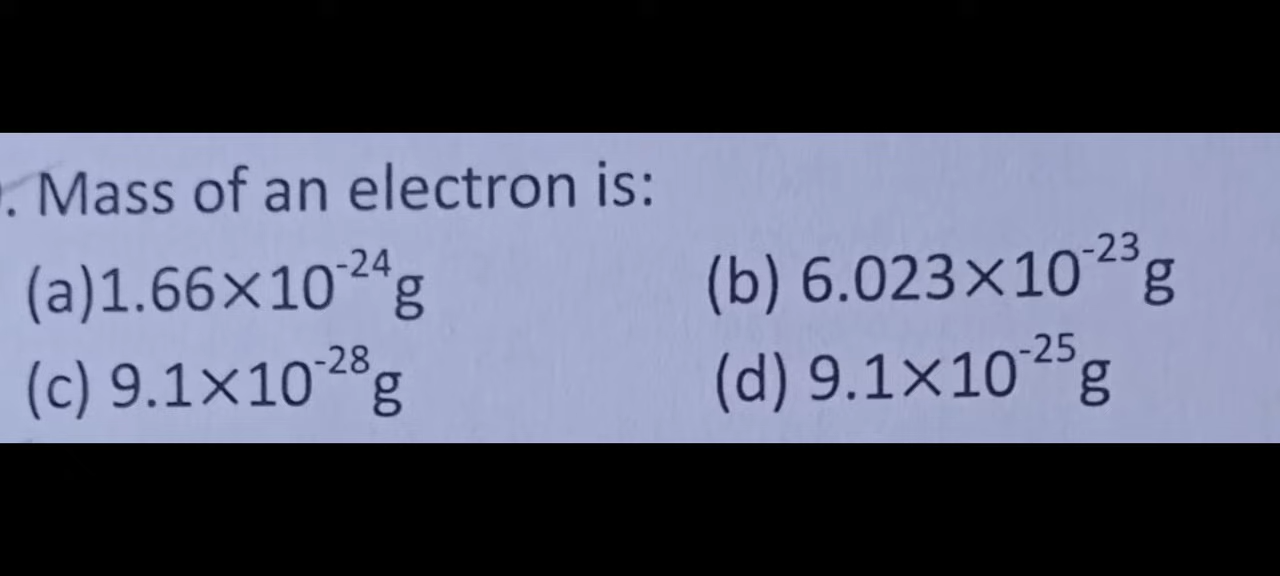 . Mass of an electron is:
(a)1.66×10⁻²⁴g (b) 6.023×10⁻²³g
(c) 9.1×10⁻²⁸g (d) 9.1×10⁻²⁵g